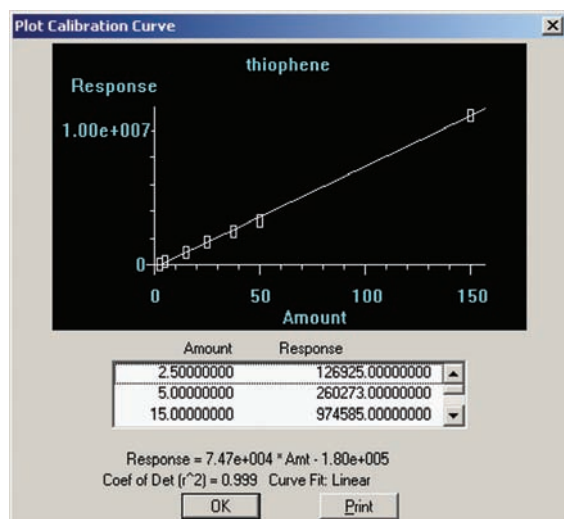 Plot Calibration Curve
thiophene
Response
1.00e+007
0
0 50 100 150
Amount
Amount Response
2.50000000 126925.00000000
5.00000000 260273.00000000
15.00000000 974585.00000000
Response = 7.47e+004 * Amt - 1.80e+005
Coef of Det (r^2) = 0.999 Curve Fit: Linear
OK Print